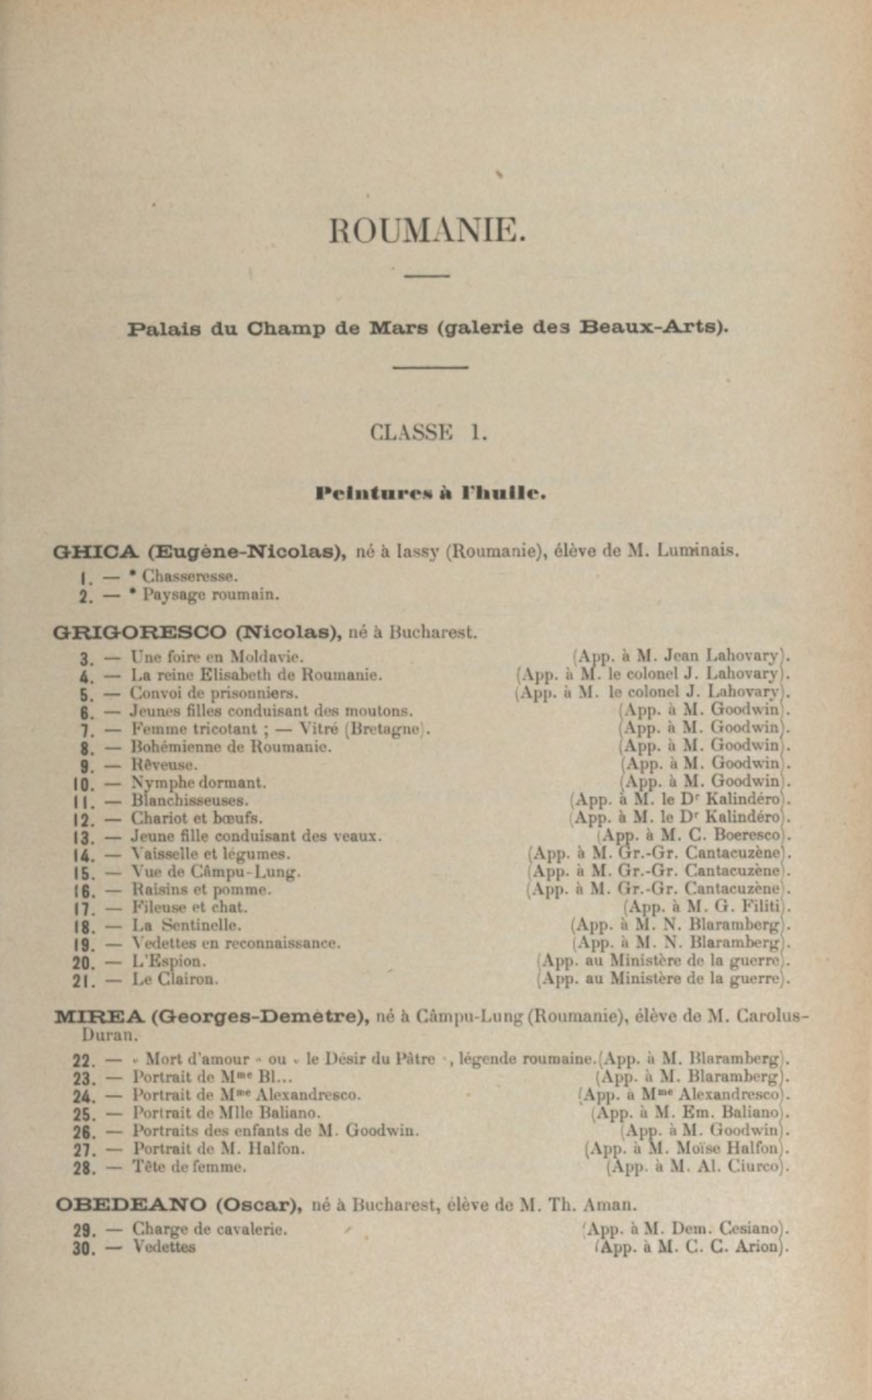 ROUMANIE.
Palais du Champ de Mars (galerie des Beaux-Arts).
CLASSE 1.
Peintures à l'huile.
GHICA (Eugène-Nicolas), né à Iassy (Roumanie), élève de M. Luminais.
1. — * Chasseresse.
2. — * Paysage roumain.
GRIGORESCO (Nicolas), né à Bucharest.
3. — Une foire en Moldavie. (App. à M. Jean Lahovary).
4. — La reine Elisabeth de Roumanie. (App. à M. le colonel J. Lahovary).
5. — Convoi de prisonniers. (App. à M. le colonel J. Lahovary).
6. — Jeunes filles conduisant des moutons. (App. à M. Goodwin).
7. — Femme tricotant ; — Vitré (Bretagne). (App. à M. Goodwin).
8. — Bohémienne de Roumanie. (App. à M. Goodwin).
9. — Rêveuse. (App. à M. Goodwin).
10. — Nymphe dormant. (App. à M. Goodwin).
11. — Blanchisseuses. (App. à M. le Dr Kalindéro).
12. — Chariot et bœufs. (App. à M. le Dr Kalindéro).
13. — Jeune fille conduisant des veaux. (App. à M. C. Boeresco).
14. — Vaisselle et légumes. (App. à M. Gr.-Gr. Cantacuzène).
15. — Vue de Câmpu-Lung. (App. à M. Gr.-Gr. Cantacuzène).
16. — Raisins et pomme. (App. à M. Gr.-Gr. Cantacuzène).
17. — Fileuse et chat. (App. à M. G. Filiti).
18. — La Sentinelle. (App. à M. N. Blaramberg).
19. — Vedettes en reconnaissance. (App. à M. N. Blaramberg).
20. — L'Espion. (App. au Ministère de la guerre).
21. — Le Clairon. (App. au Ministère de la guerre).
MIREA (Georges-Demètre), né à Câmpu-Lung (Roumanie), élève de M. Carolus-
Duran.
22. — « Mort d'amour » ou « le Désir du Pâtre », légende roumaine. (App. à M. Blaramberg).
23. — Portrait de Mme Bl... (App. à M. Blaramberg).
24. — Portrait de Mme Alexandresco. (App. à Mme Alexandresco).
25. — Portrait de Mlle Baliano. (App. à M. Em. Baliano).
26. — Portraits des enfants de M. Goodwin. (App. à M. Goodwin).
27. — Portrait de M. Halfon. (App. à M. Moïse Halfon).
28. — Tête de femme. (App. à M. Al. Ciurco).
OBEDEANO (Oscar), né à Bucharest, élève de M. Th. Aman.
29. — Charge de cavalerie. (App. à M. Dem. Cesiano).
30. — Vedettes (App. à M. C. C. Arion).